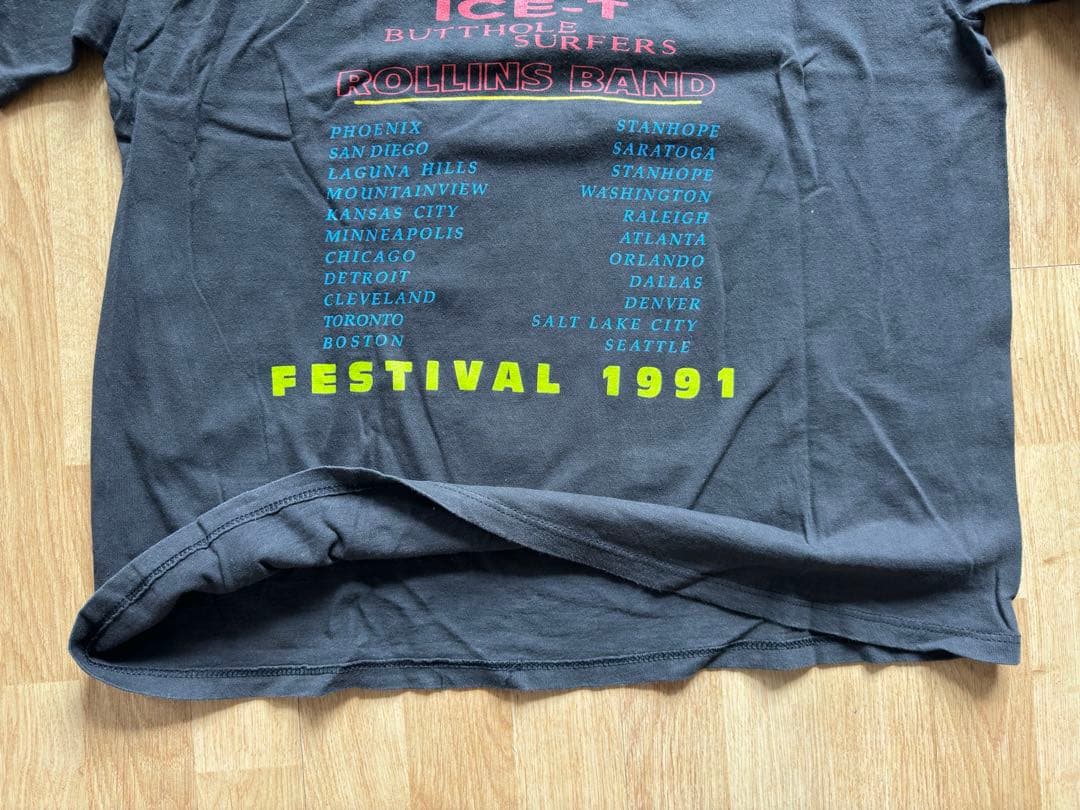 ICE-T
BUTTHOLE
SURFERS
ROLLINS BAND
PHOENIX STANHOPE
SAN DIEGO SARATOGA
LAGUNA HILLS STANHOPE
MOUNTAINVIEW WASHINGTON
KANSAS CITY RALEIGH
MINNEAPOLIS ATLANTA
CHICAGO ORLANDO
DETROIT DALLAS
CLEVELAND DENVER
TORONTO SALT LAKE CITY
BOSTON SEATTLE
FESTIVAL 1991